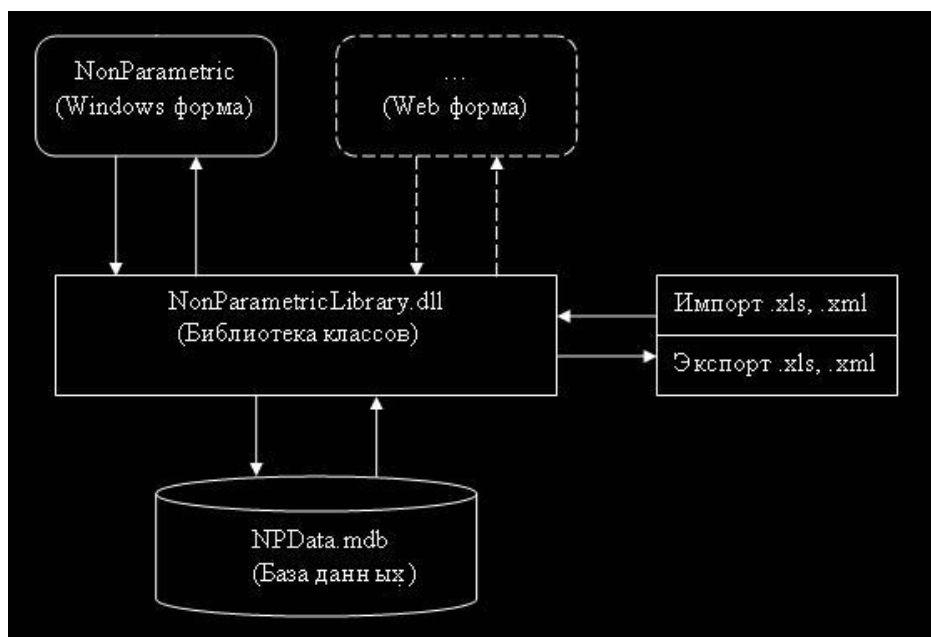 NonParametric
(Windows форма)
...
(Web форма)
NonParametricLibrary.dll
(Библиотека классов)
Импорт .xls, .xml
Экспорт .xls, .xml
NPData.mdb
(База данных)